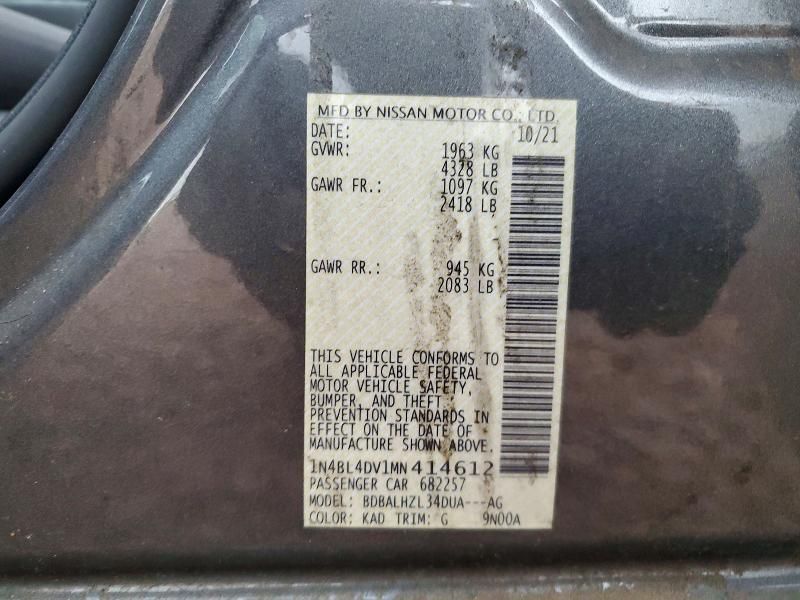 MFD BY NISSAN MOTOR CO., LTD.
DATE: 10/21
GVWR: 1963 KG
4328 LB
GAWR FR.: 1097 KG
2418 LB
GAWR RR.: 945 KG
2083 LB
THIS VEHICLE CONFORMS TO
ALL APPLICABLE FEDERAL
MOTOR VEHICLE SAFETY,
BUMPER, AND THEFT
PREVENTION STANDARDS IN
EFFECT ON THE DATE OF
MANUFACTURE SHOWN ABOVE.
1N4BL4DV1MN414612
PASSENGER CAR 682257
MODEL: BDBALHZL34DUA---AG
COLOR: KAD TRIM: G 9N00A